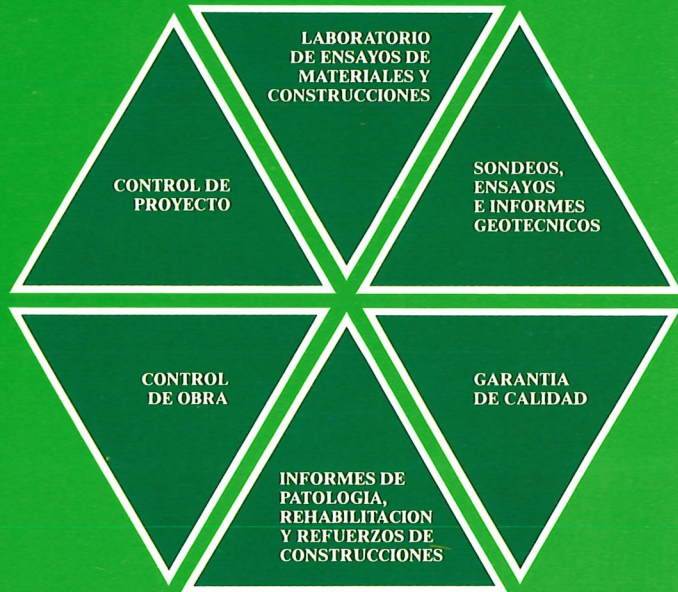 LABORATORIO
DE ENSAYOS DE
MATERIALES Y
CONSTRUCCIONES
CONTROL DE
PROYECTO
SONDEOS,
ENSAYOS
E INFORMES
GEOTECNICOS
CONTROL
DE OBRA
GARANTIA
DE CALIDAD
INFORMES DE
PATOLOGIA,
REHABILITACION
Y REFUERZOS DE
CONSTRUCCIONES